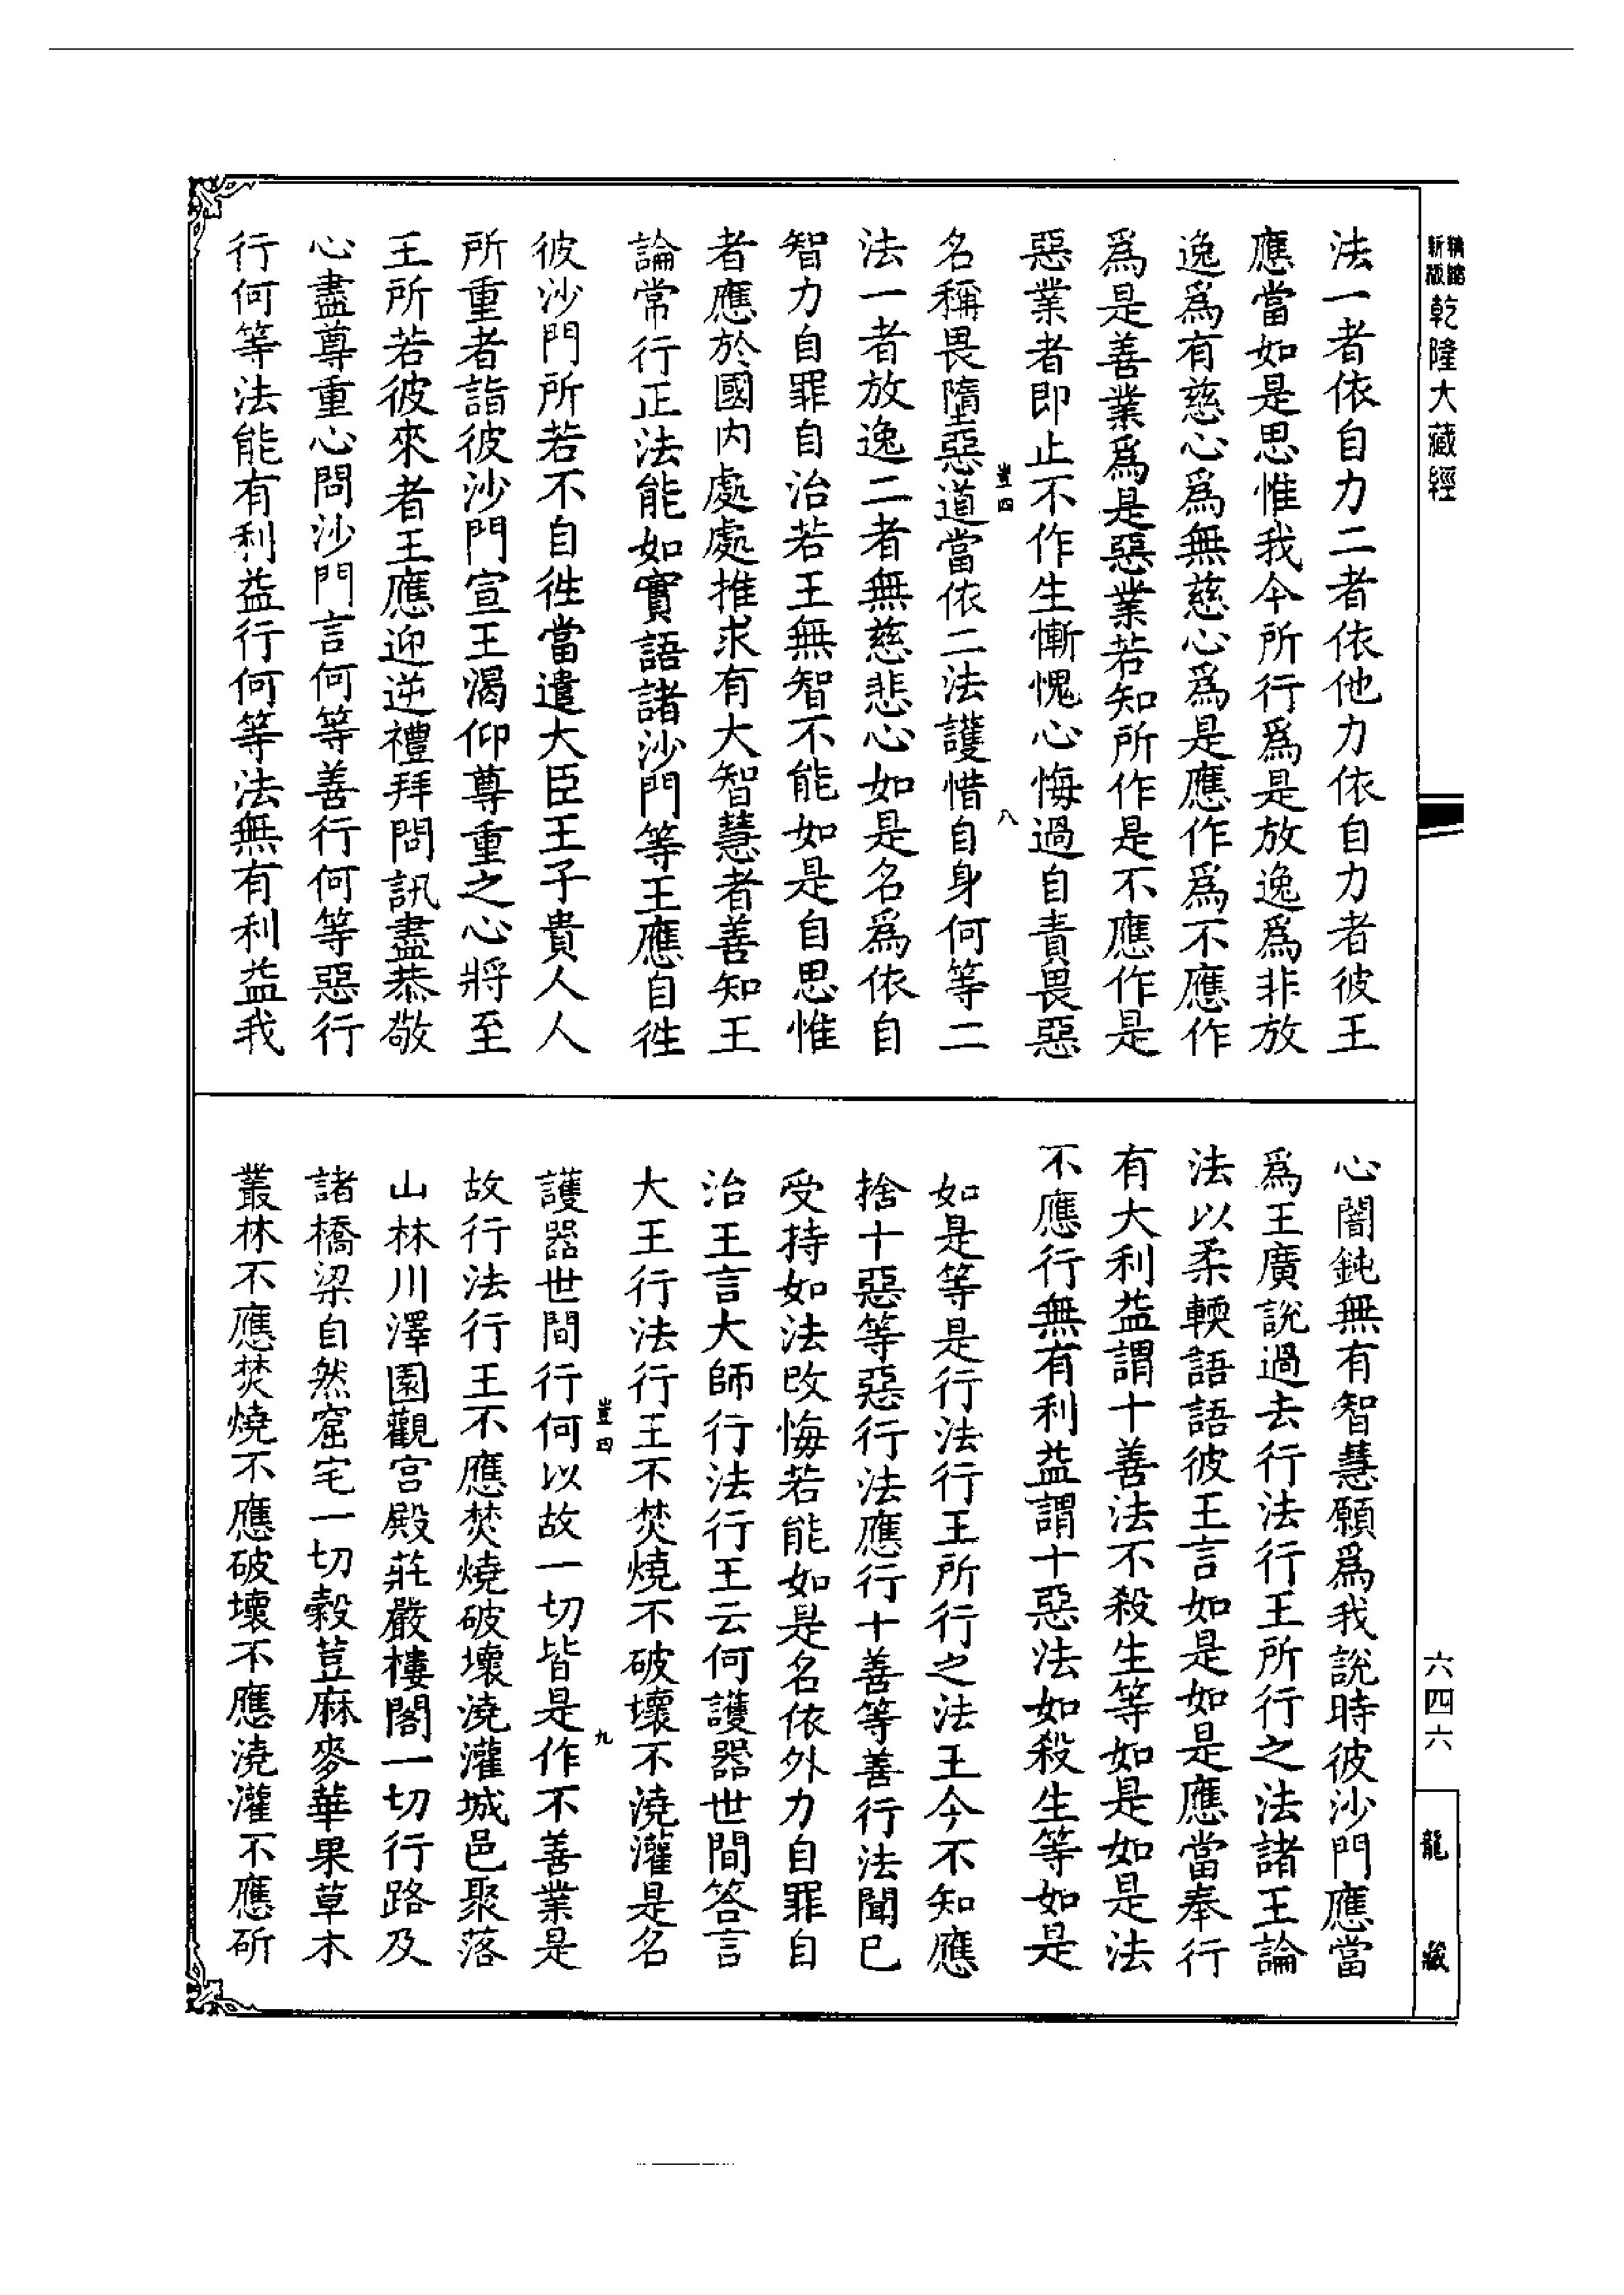 精縮新版乾隆大藏經
法一者依自力二者依他力依自力者彼王
應當如是思惟我今所行爲是放逸爲非放
逸爲有慈心爲無慈心爲是應作爲不應作
爲是善業爲是惡業若知所作是不應作是
惡業者即止不作生慚愧心悔過自責畏惡
豈四 八
名稱畏墮惡道當依二法護惜自身何等二
法一者放逸二者無慈悲心如是名爲依自
智力自罪自治若王無智不能如是自思惟
者應於國内處處推求有大智慧者善知王
論常行正法能如實語諸沙門等王應自徃
彼沙門所若不自徃當遣大臣王子貴人人
所重者詣彼沙門宣王渴仰尊重之心將至
王所若彼來者王應迎逆禮拜問訊盡恭敬
心盡尊重心問沙門言何等善行何等惡行
行何等法能有利益行何等法無有利益我
心闇鈍無有智慧願爲我說時彼沙門應當
爲王廣說過去行法行王所行之法諸王論
法以柔輭語語彼王言如是如是應當奉行
有大利益謂十善法不殺生等如是如是法
不應行無有利益謂十惡法如殺生等如是
如是等是行法行王所行之法王今不知應
捨十惡等惡行法應行十善等善行法聞已
受持如法改悔若能如是名依外力自罪自
治王言大師行法行王云何護器世間答言
大王行法行王不焚燒不破壞不澆灌是名
豈四 九
護器世間行何以故一切皆是作不善業是
故行法行王不應焚燒破壞澆灌城邑聚落
山林川澤園觀宮殿莊嚴樓閣一切行路及
諸橋梁自然窟宅一切穀荳麻麥華果草木
叢林不應焚燒不應破壞不應澆灌不應斫
六四六
龍藏